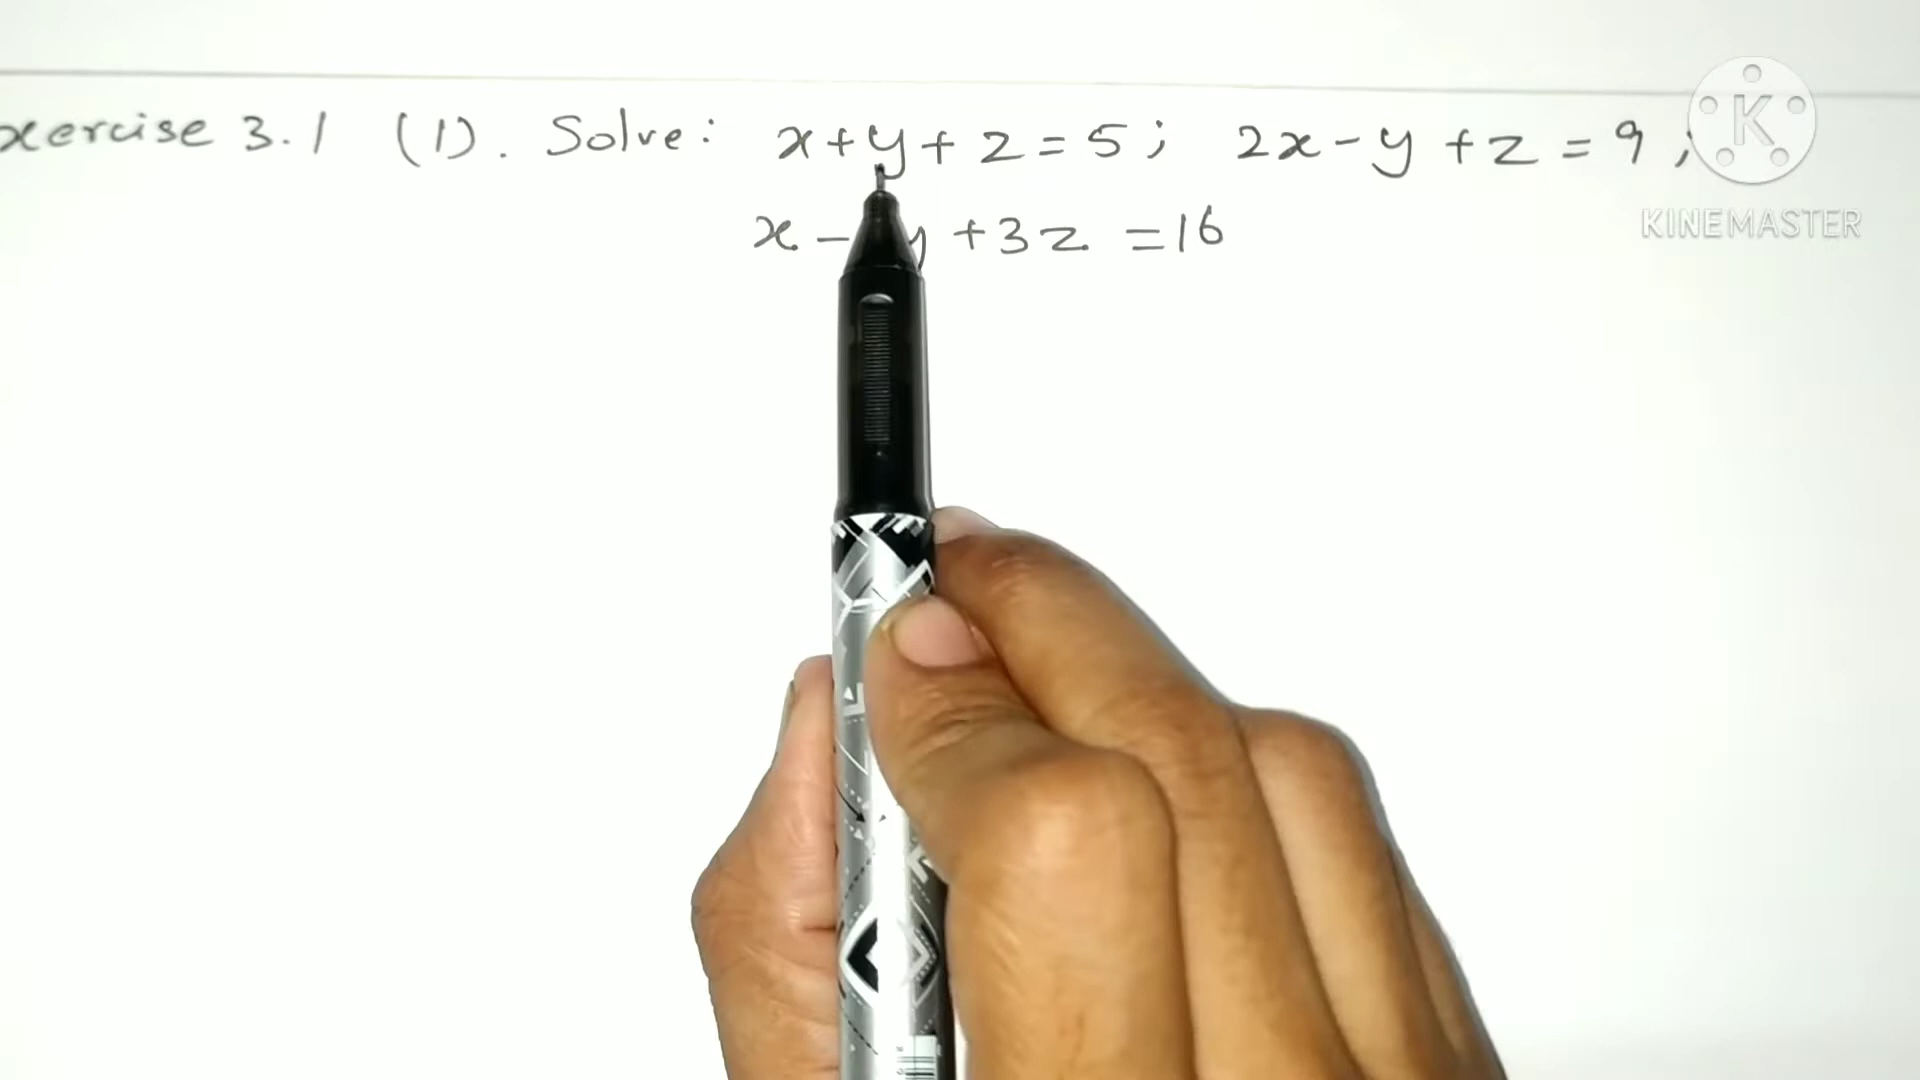 xercise 3.1 (1). Solve: x+y+z=5; 2x-y+z=9;
x- y+3z=16
K
KINEMASTER